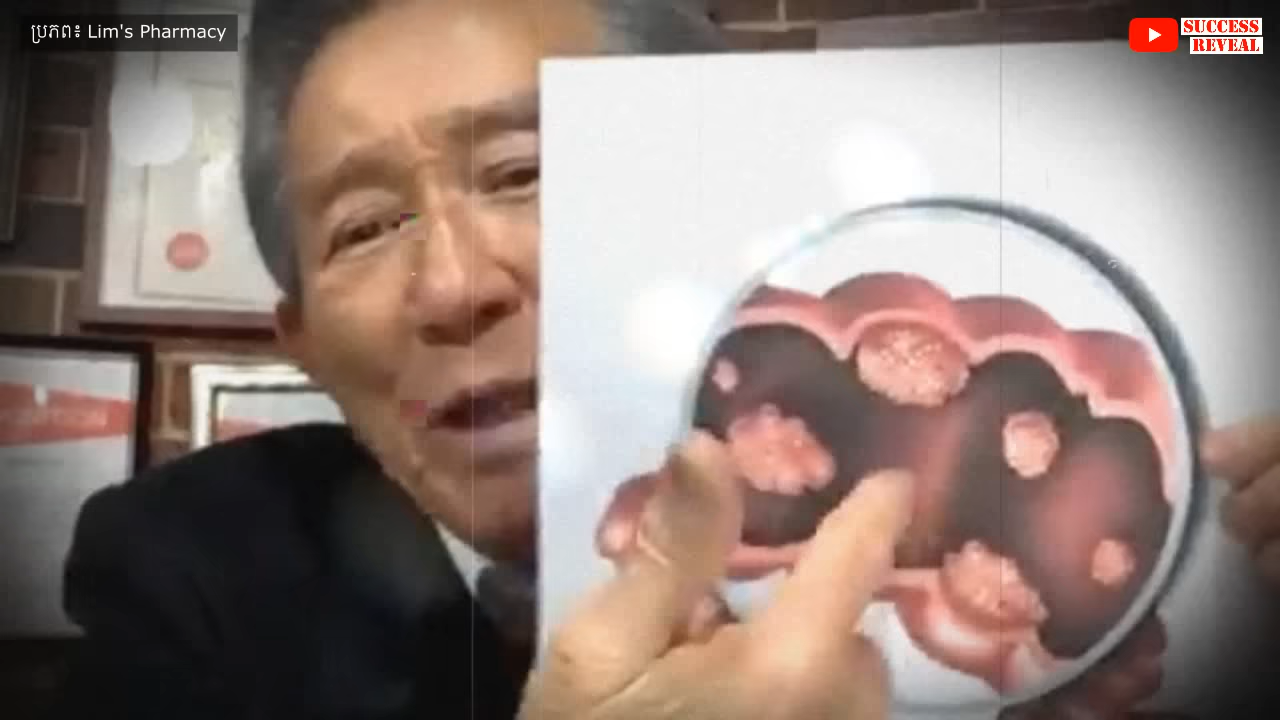 ប្រភព៖ Lim's Pharmacy
SUCCESS
REVEAL